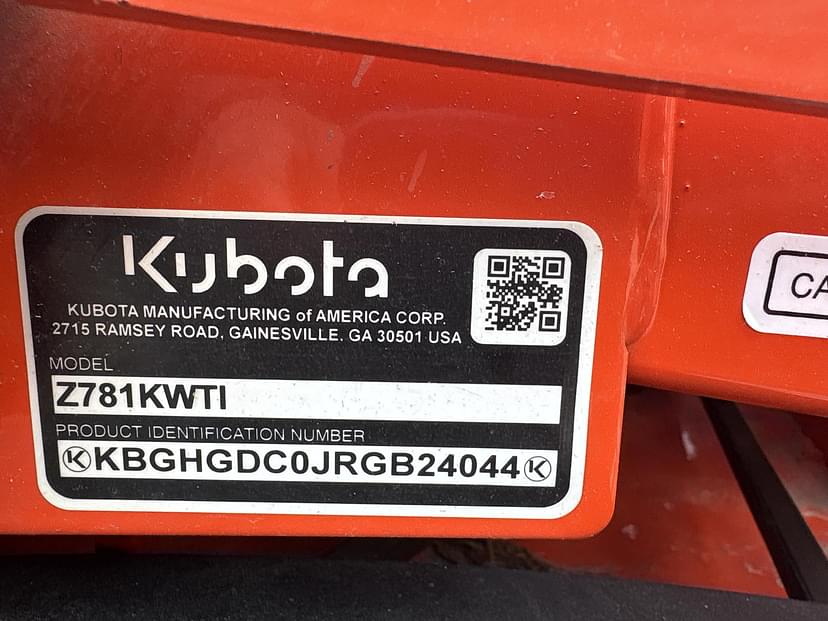 Kubota
KUBOTA MANUFACTURING of AMERICA CORP.
2715 RAMSEY ROAD, GAINESVILLE, GA 30501 USA
MODEL
Z781KWTI
PRODUCT IDENTIFICATION NUMBER
KBGHGDC0JRGB24044
CA